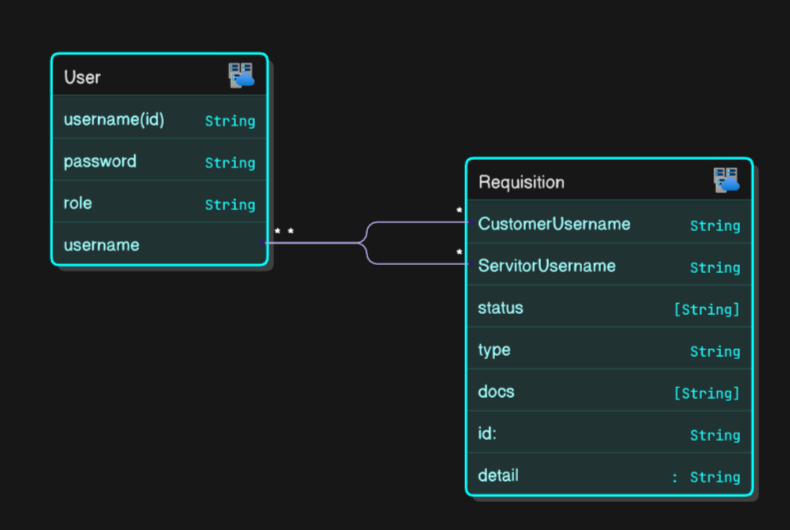 User
username(id) String
password String
role String
username
* *
Requisition
* CustomerUsername String
* ServitorUsername String
status [String]
type String
docs [String]
id: String
detail : String